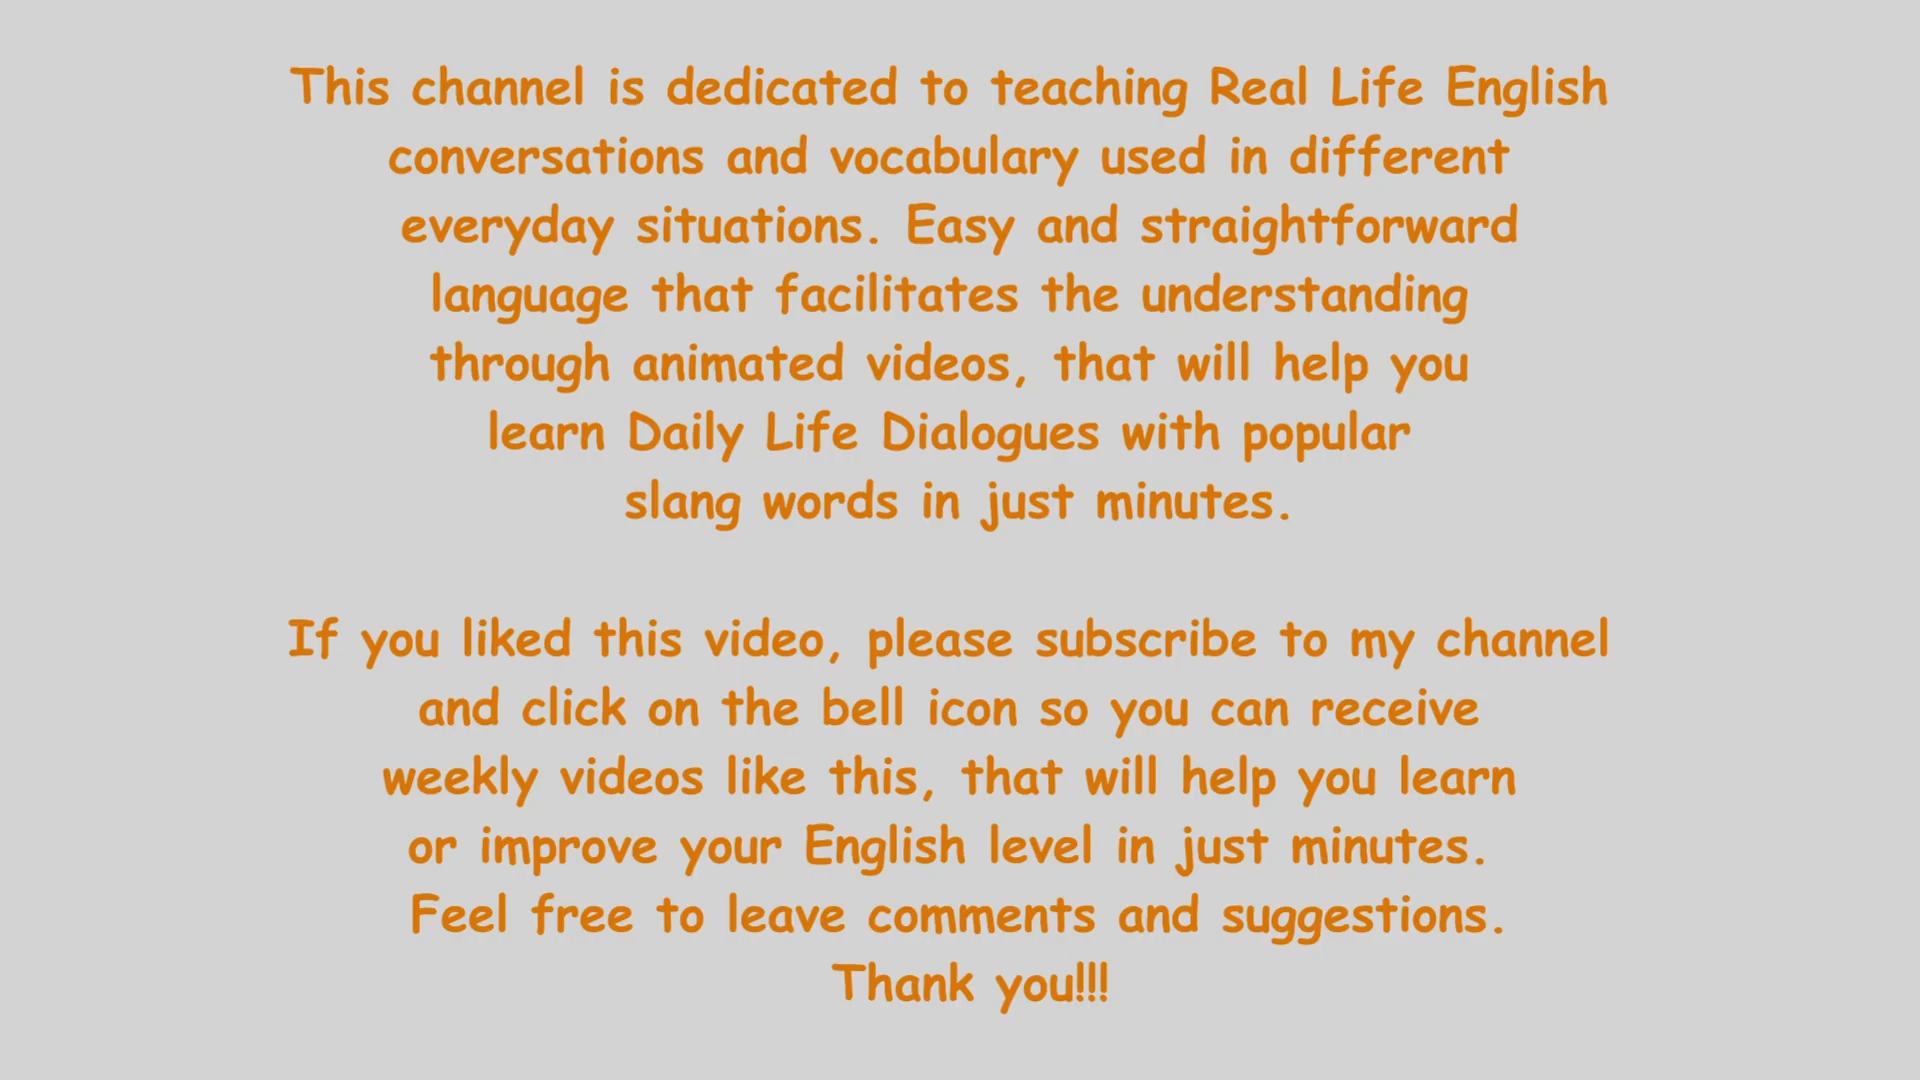 This channel is dedicated to teaching Real Life English
conversations and vocabulary used in different
everyday situations. Easy and straightforward
language that facilitates the understanding
through animated videos, that will help you
learn Daily Life Dialogues with popular
slang words in just minutes.
If you liked this video, please subscribe to my channel
and click on the bell icon so you can receive
weekly videos like this, that will help you learn
or improve your English level in just minutes.
Feel free to leave comments and suggestions.
Thank you!!!